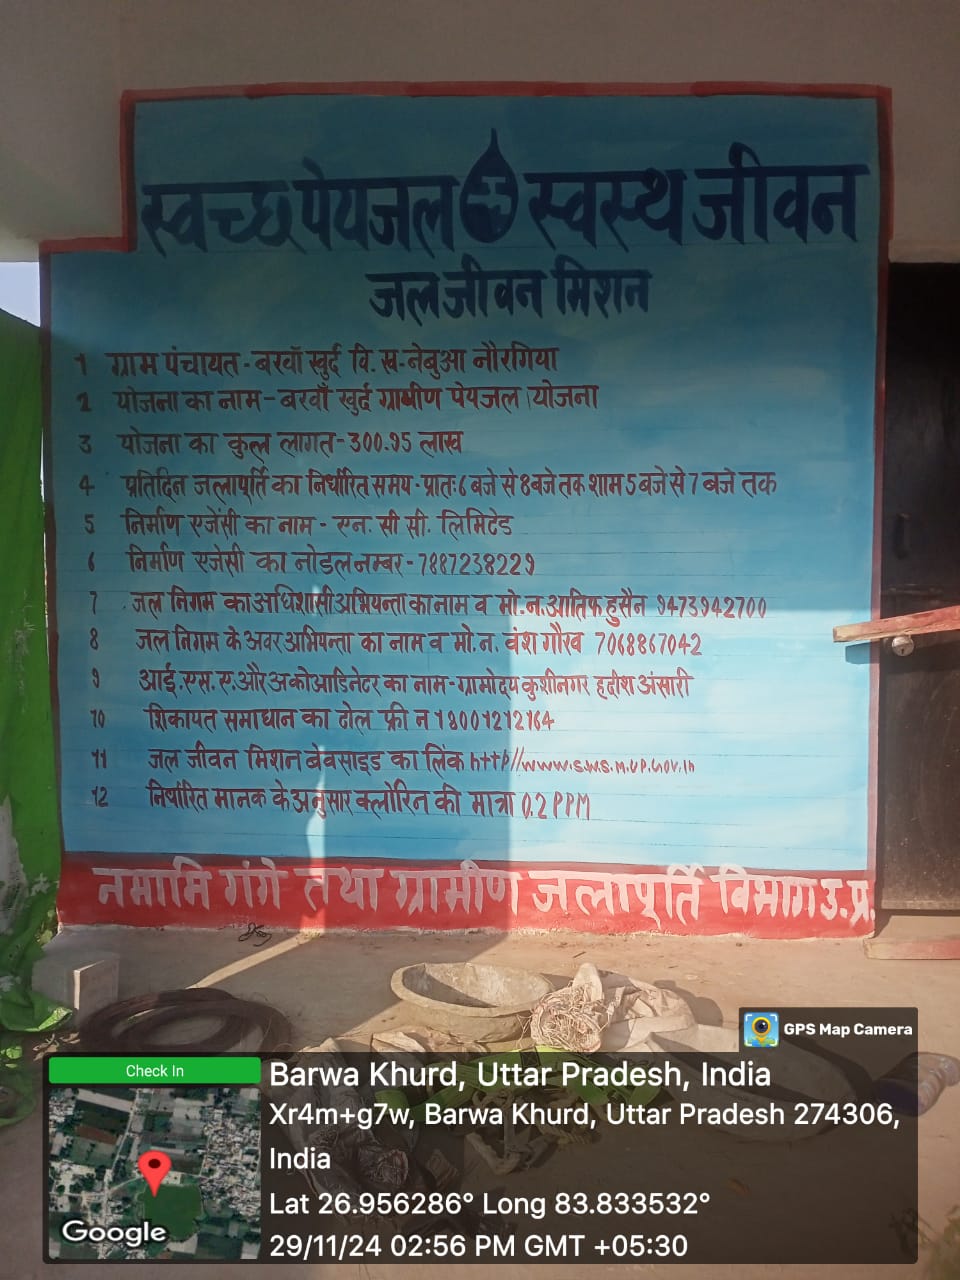 स्वच्छ पेयजल स्वस्थ जीवन
जल जीवन मिशन
1 ग्राम पंचायत - बरवाँ खुर्द वि. ख-नेबुआ नौरंगिया
2 योजना का नाम - बरवाँ खुर्द ग्रामीण पेयजल योजना
3 योजना का कुल लागत - 300.95 लाख
4 प्रतिदिन जलापूर्ति का निर्धारित समय - प्रातः 6 बजे से 8 बजे तक शाम 5 बजे से 7 बजे तक
5 निर्माण एजेंसी का नाम - एन. सी सी. लिमिटेड
6 निर्माण एजेंसी का नोडल नम्बर - 7887238229
7 जल निगम का अधिशासी अभियन्ता का नाम व मो.न. आतिफ हुसैन 9473942700
8 जल निगम के अवर अभियन्ता का नाम व मो.न. वंश गौरव 7068867042
9 आई.एस.ए. और अकोआडिनेटर का नाम - ग्रामोदय कुशीनगर हदीश अंसारी
10 शिकायत समाधान का टोल फ्री न 18001212164
11 जल जीवन मिशन बेवसाइड का लिंक http//www.swsm.up.gov.in
12 निर्धारित मानक के अनुसार क्लोरिन की मात्रा 0.2 PPM
नमामि गंगे तथा ग्रामीण जलापूर्ति विभाग उ.प्र.
GPS Map Camera
Check In
Barwa Khurd, Uttar Pradesh, India
Xr4m+g7w, Barwa Khurd, Uttar Pradesh 274306,
India
Lat 26.956286° Long 83.833532°
29/11/24 02:56 PM GMT +05:30
Google